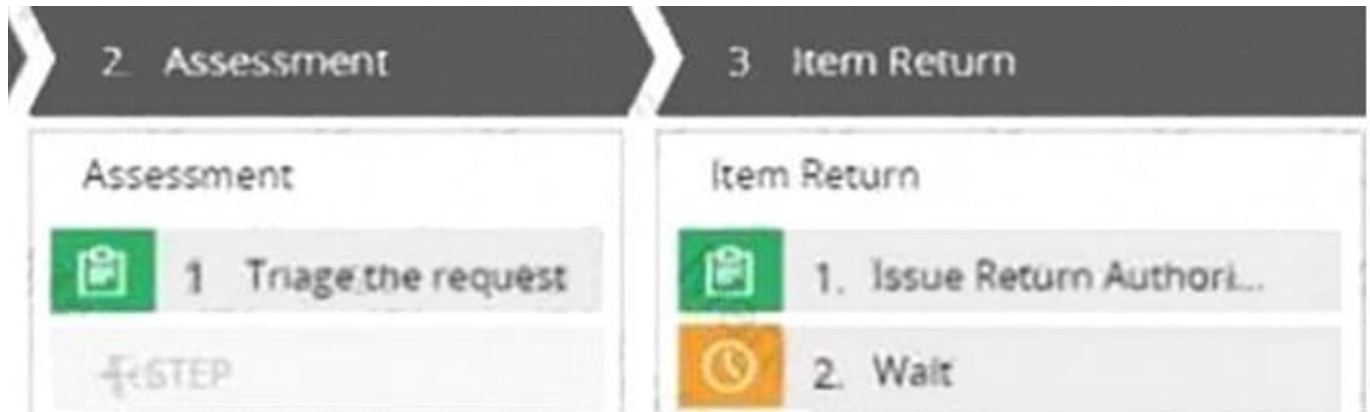 2. Assessment
3 Item Return
Assessment
1 Triage the request
+ STEP
Item Return
1. Issue Return Authori...
2. Wait